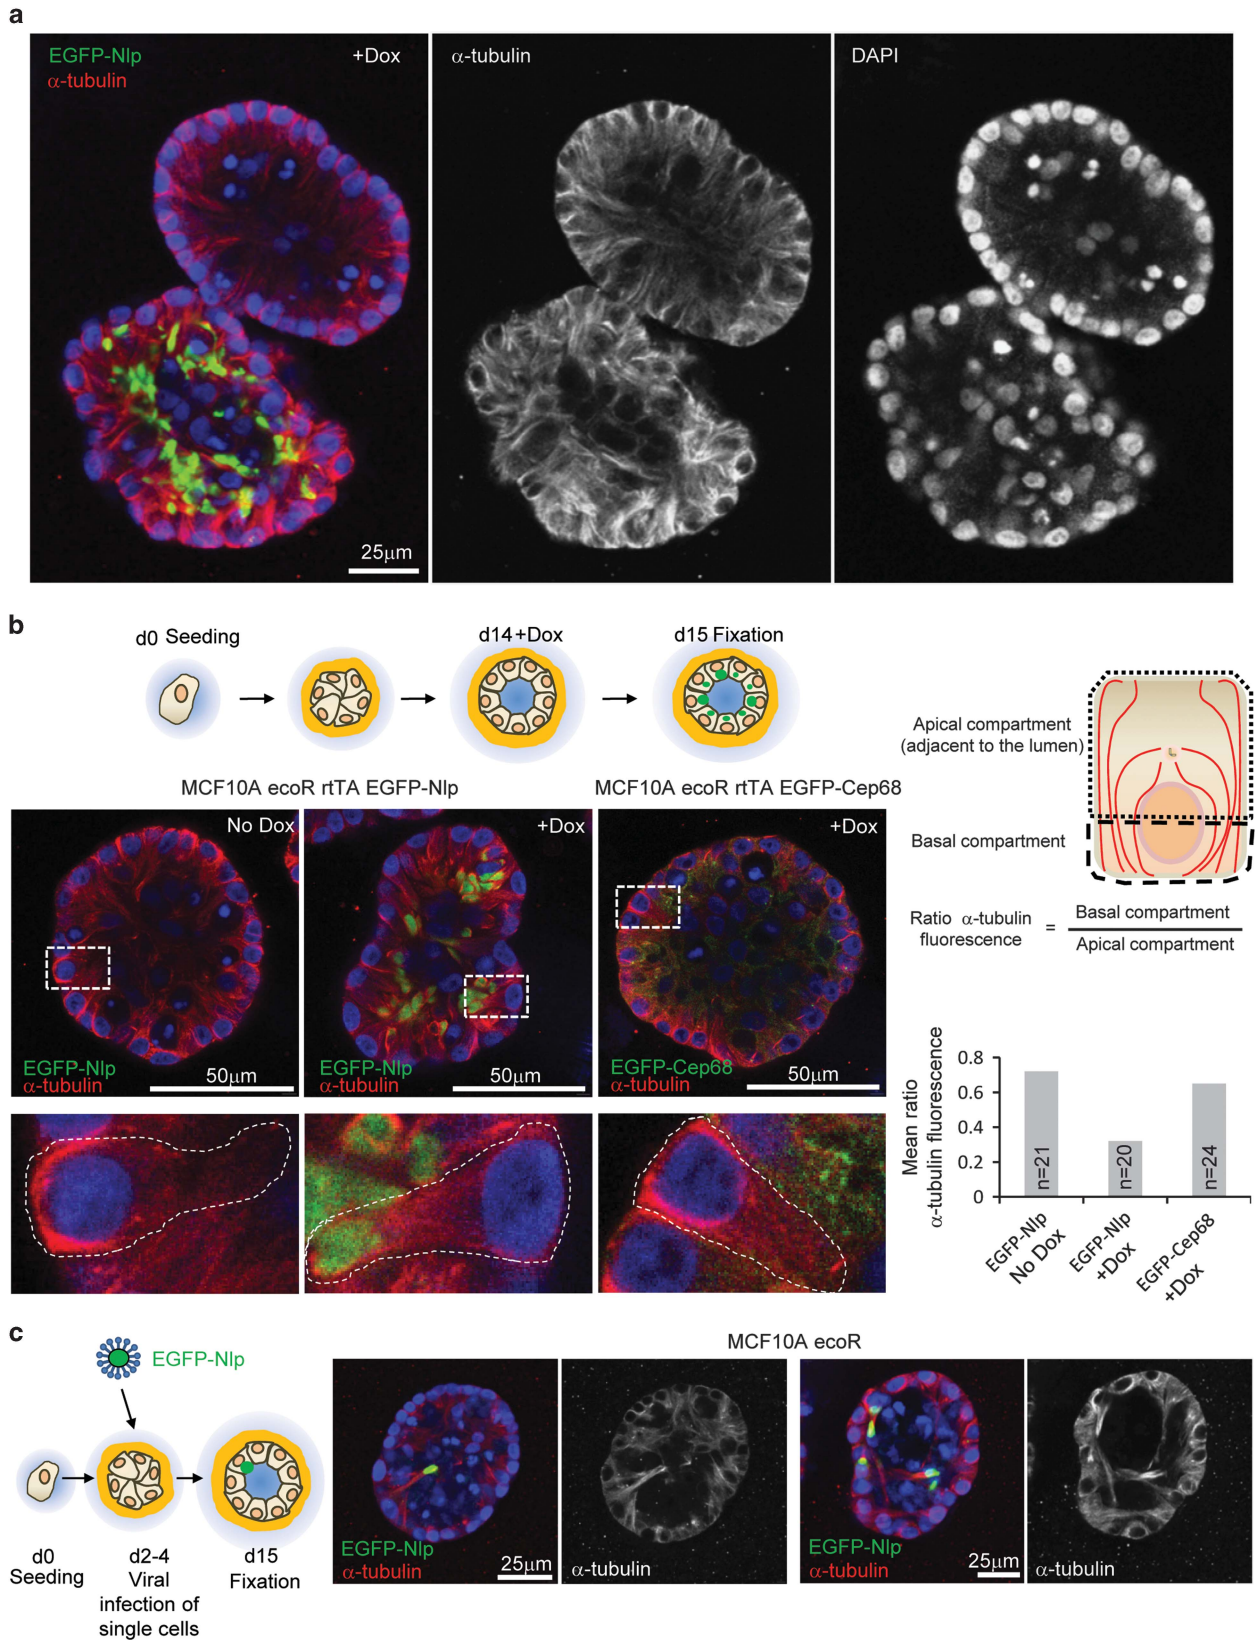 a
EGFP-Nlp
α-tubulin
+Dox
α-tubulin
DAPI
25μm
b
d0 Seeding
d14+Dox
d15 Fixation
MCF10A ecoR rtTA EGFP-Nlp
MCF10A ecoR rtTA EGFP-Cep68
No Dox
EGFP-Nlp
α-tubulin
50μm
+Dox
EGFP-Nlp
α-tubulin
50μm
+Dox
EGFP-Cep68
α-tubulin
50μm
Apical compartment
(adjacent to the lumen)
Basal compartment
Ratio α-tubulin
fluorescence
=
Basal compartment
Apical compartment
Mean ratio
α-tubulin fluorescence
0.8
0.6
0.4
0.2
0
n=21
n=20
n=24
EGFP-Nlp
No Dox
EGFP-Nlp
+Dox
EGFP-Cep68
+Dox
c
EGFP-Nlp
d0
Seeding
d2-4
Viral
infection of
single cells
d15
Fixation
MCF10A ecoR
EGFP-Nlp
α-tubulin
25μm
α-tubulin
EGFP-Nlp
α-tubulin
25μm
α-tubulin